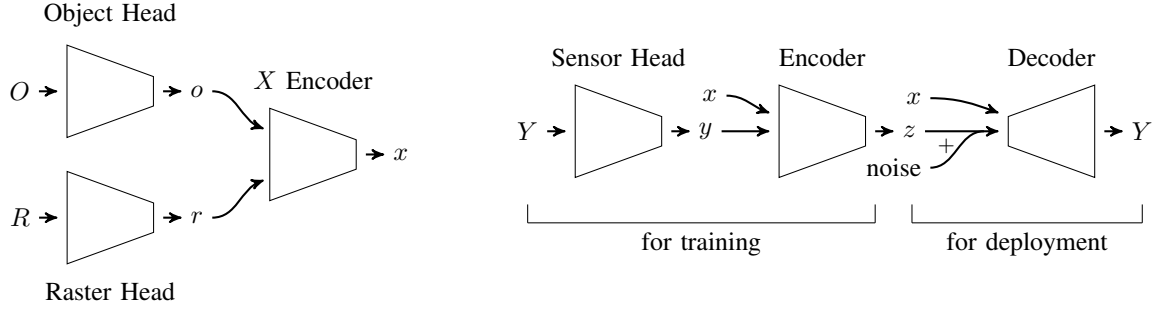 Object Head
O
o
X Encoder
x
R
r
Raster Head
Sensor Head
Encoder
Decoder
x
x
Y
y
z
Y
+
noise
for training
for deployment